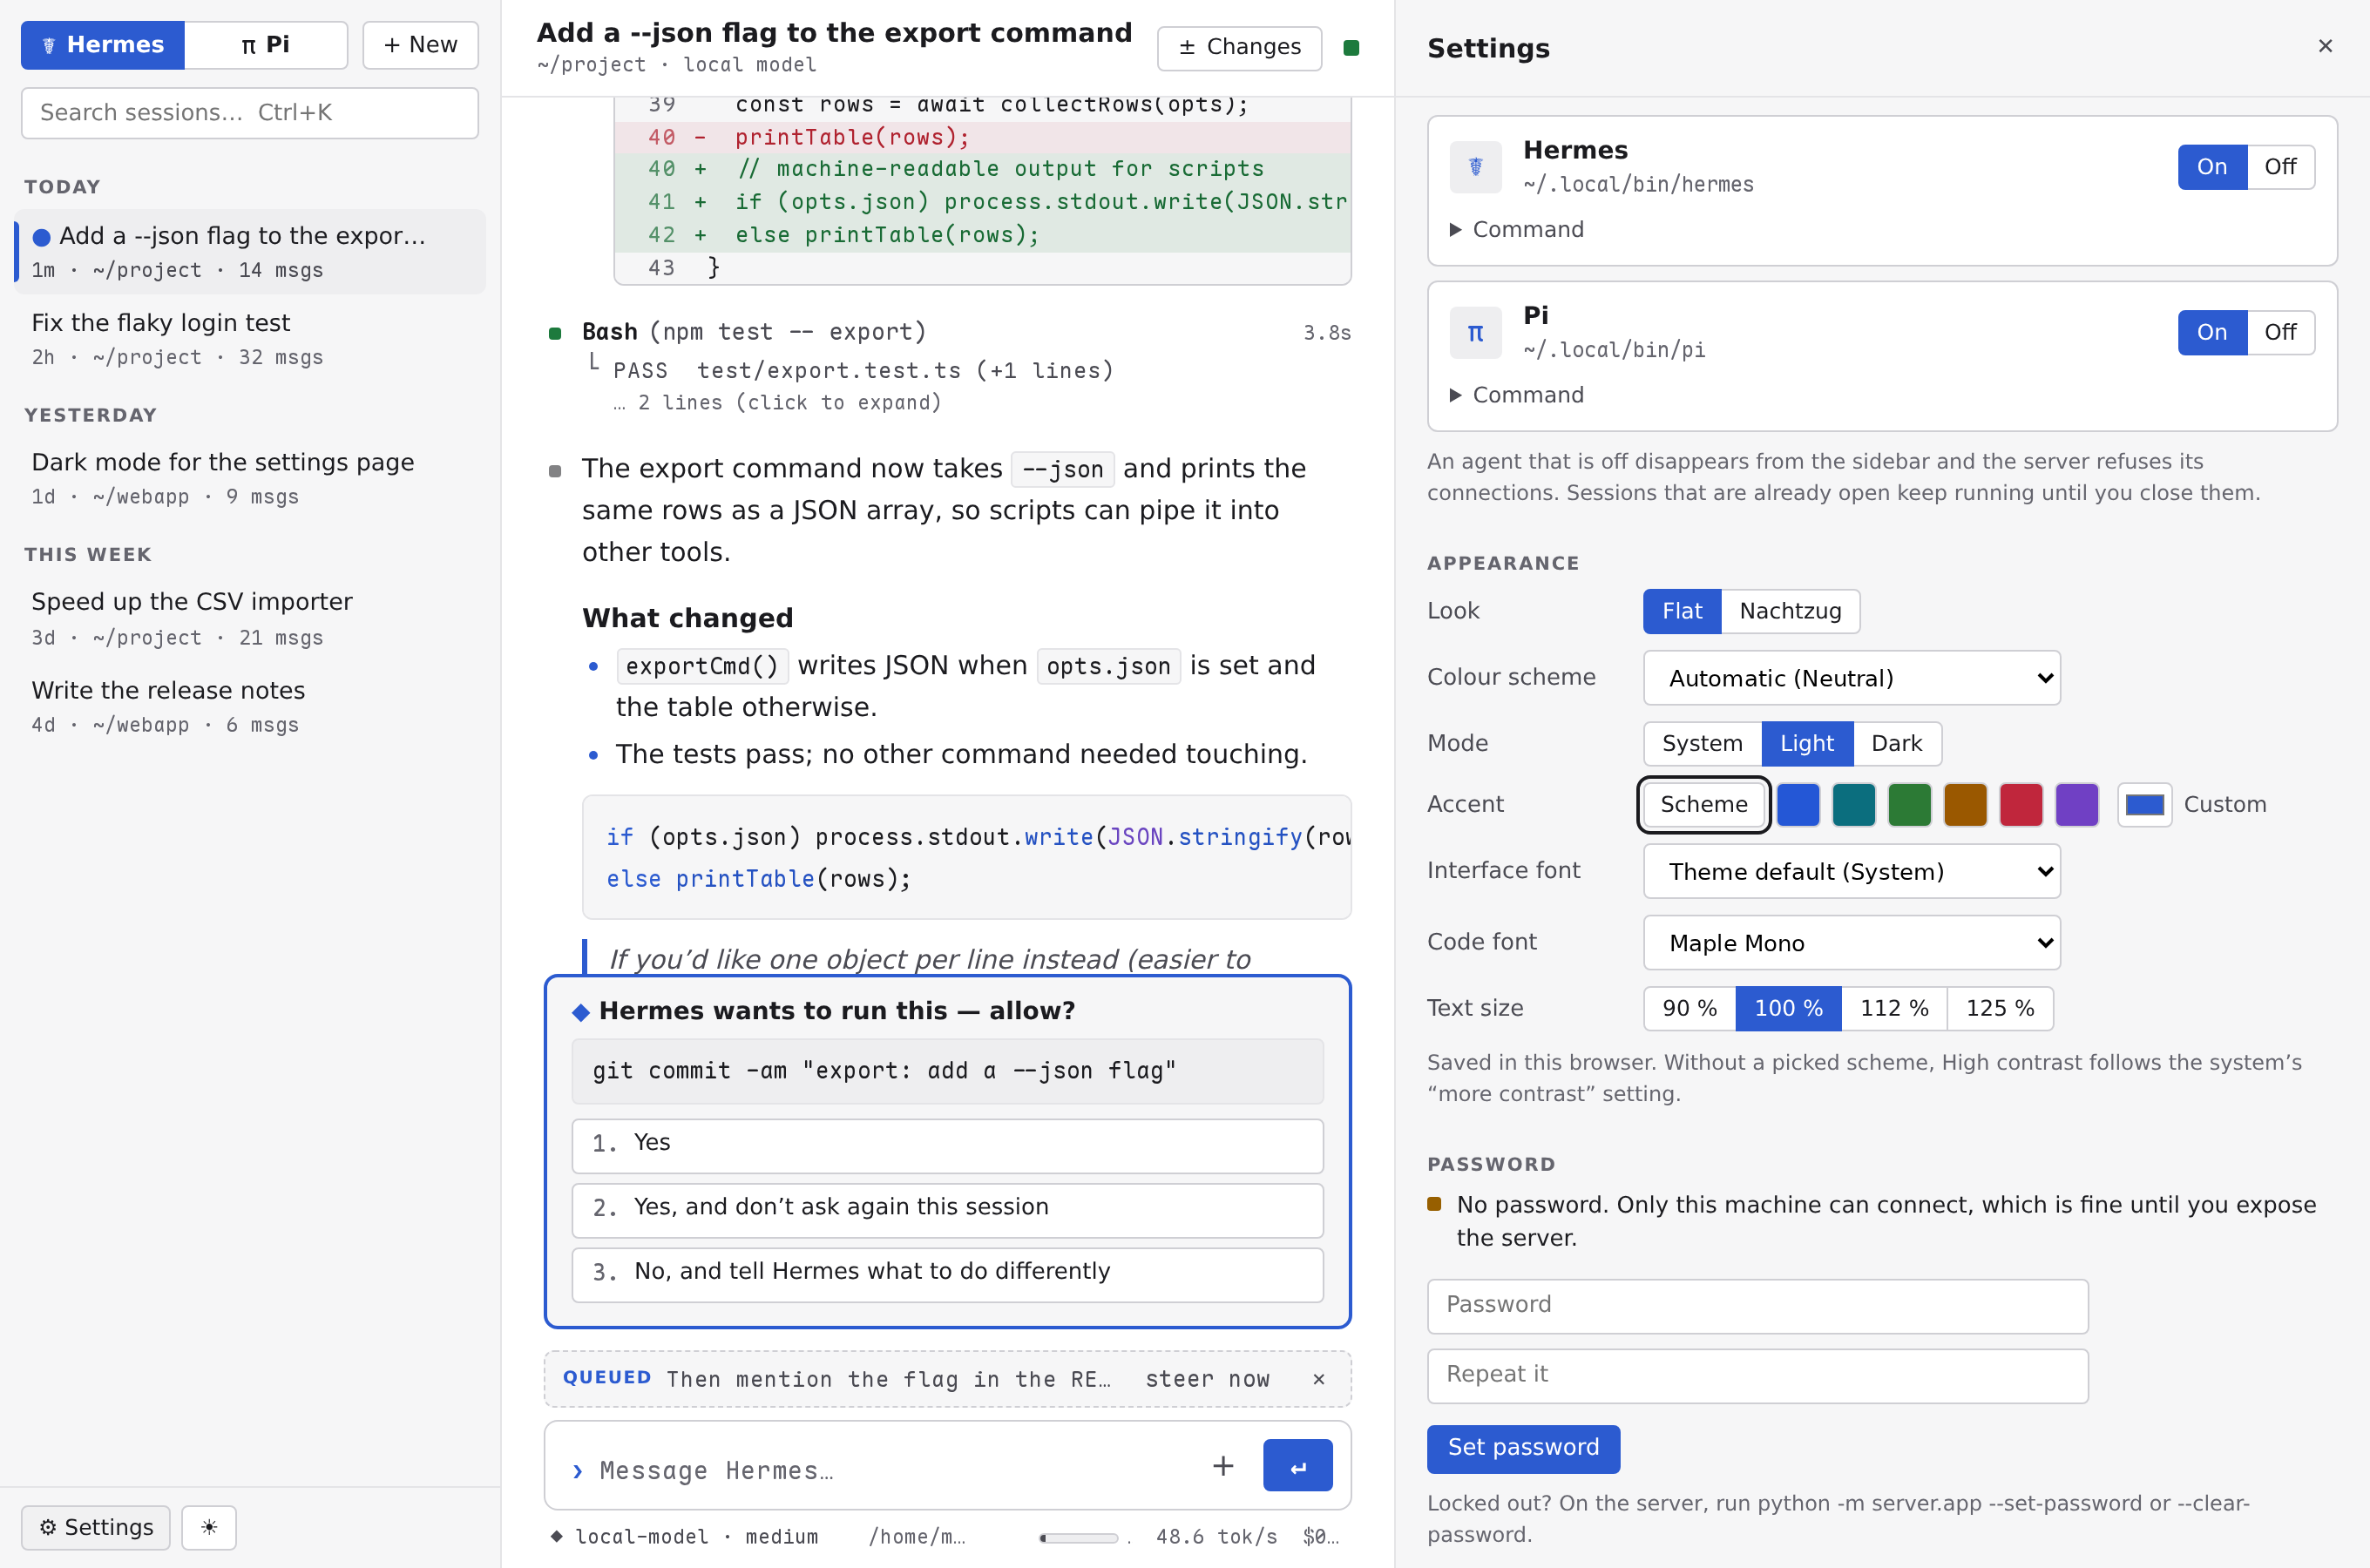 ☤ Hermes
π Pi
+ New
Search sessions… Ctrl+K
TODAY
Add a --json flag to the expor…
1m · ~/project · 14 msgs
Fix the flaky login test
2h · ~/project · 32 msgs
YESTERDAY
Dark mode for the settings page
1d · ~/webapp · 9 msgs
THIS WEEK
Speed up the CSV importer
3d · ~/project · 21 msgs
Write the release notes
4d · ~/webapp · 6 msgs
⚙ Settings
Add a --json flag to the export command
~/project · local model
± Changes
39 const rows = await collectRows(opts);
40 - printTable(rows);
40 + // machine-readable output for scripts
41 + if (opts.json) process.stdout.write(JSON.str
42 + else printTable(rows);
43 }
Bash (npm test -- export) 3.8s
└ PASS test/export.test.ts (+1 lines)
… 2 lines (click to expand)
The export command now takes --json and prints the
same rows as a JSON array, so scripts can pipe it into
other tools.
What changed
• exportCmd() writes JSON when opts.json is set and
the table otherwise.
• The tests pass; no other command needed touching.
if (opts.json) process.stdout.write(JSON.stringify(row
else printTable(rows);
If you’d like one object per line instead (easier to
◆ Hermes wants to run this — allow?
git commit -am "export: add a --json flag"
1. Yes
2. Yes, and don’t ask again this session
3. No, and tell Hermes what to do differently
QUEUED Then mention the flag in the RE… steer now ×
› Message Hermes… + ↵
◆ local-model · medium /home/m… . 48.6 tok/s $0…
Settings ×
☤ Hermes
~/.local/bin/hermes
On Off
▶ Command
π Pi
~/.local/bin/pi
On Off
▶ Command
An agent that is off disappears from the sidebar and the server refuses its
connections. Sessions that are already open keep running until you close them.
APPEARANCE
Look Flat Nachtzug
Colour scheme Automatic (Neutral)
Mode System Light Dark
Accent Scheme Custom
Interface font Theme default (System)
Code font Maple Mono
Text size 90 % 100 % 112 % 125 %
Saved in this browser. Without a picked scheme, High contrast follows the system’s
“more contrast” setting.
PASSWORD
No password. Only this machine can connect, which is fine until you expose
the server.
Password
Repeat it
Set password
Locked out? On the server, run python -m server.app --set-password or --clear-
password.